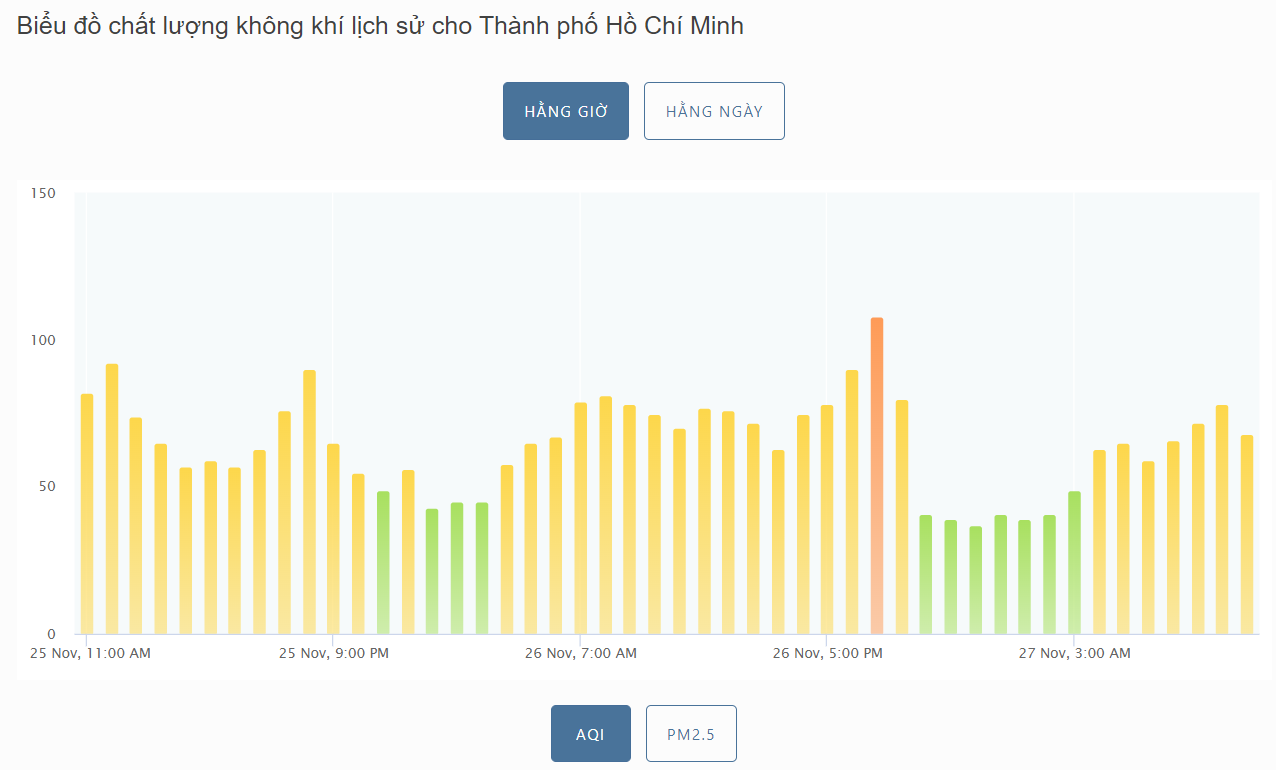 Biểu đồ chất lượng không khí lịch sử cho Thành phố Hồ Chí Minh
HẰNG GIỜ HẰNG NGÀY
150
100
50
0
25 Nov, 11:00 AM 25 Nov, 9:00 PM 26 Nov, 7:00 AM 26 Nov, 5:00 PM 27 Nov, 3:00 AM
AQI PM2.5